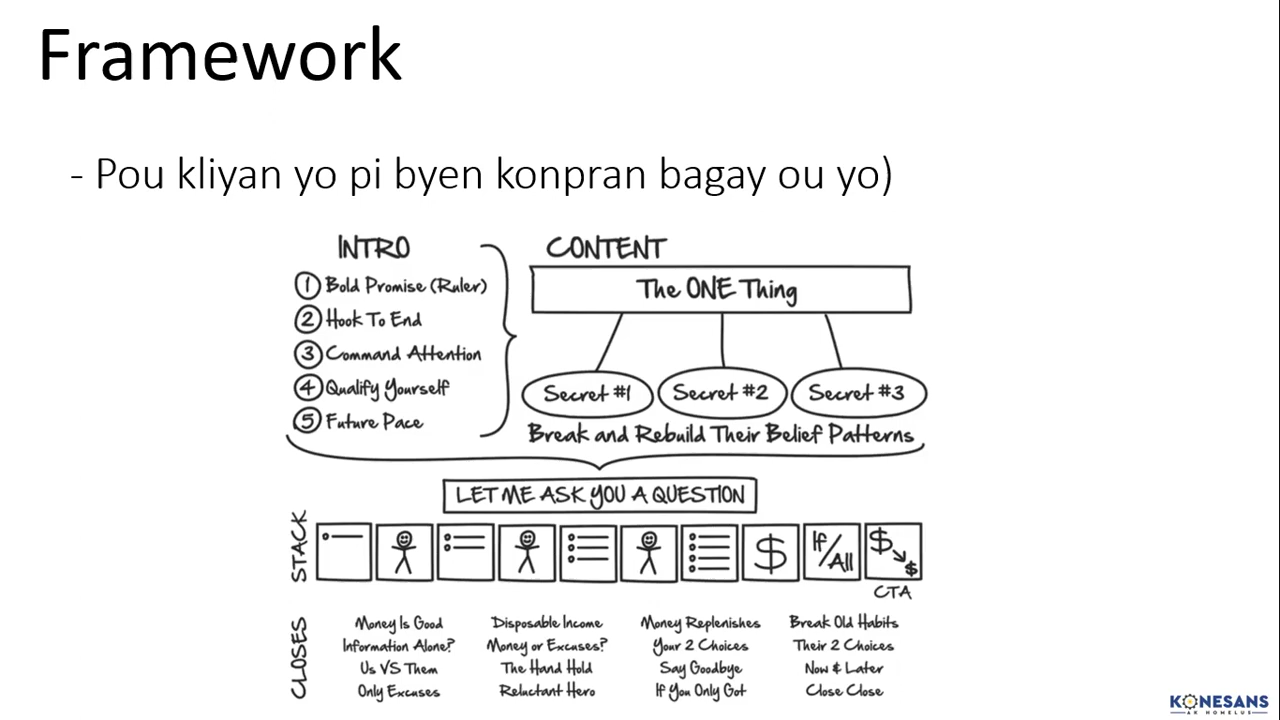 Framework
- Pou kliyan yo pi byen konpran bagay ou yo)
INTRO
1 Bold Promise (Ruler)
2 Hook To End
3 Command Attention
4 Qualify Yourself
5 Future Pace
CONTENT
The ONE Thing
Secret #1 Secret #2 Secret #3
Break and Rebuild Their Belief Patterns
LET ME ASK YOU A QUESTION
STACK
$ If/All $ $
CTA
CLOSES
Money Is Good Disposable Income Money Replenishes Break Old Habits
Information Alone? Money or Excuses? Your 2 Choices Their 2 Choices
Us VS Them The Hand Hold Say Goodbye Now & Later
Only Excuses Reluctant Hero If You Only Got Close Close
KONESANS
AK HOMELUS